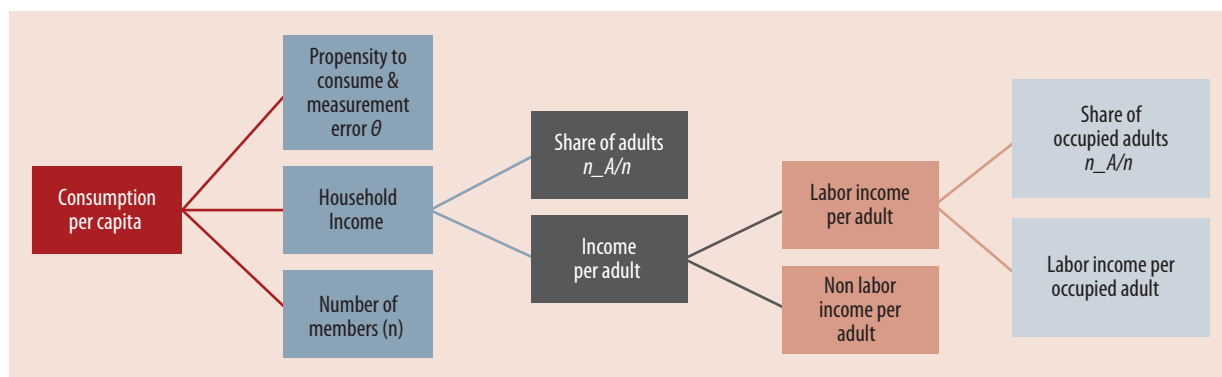 Consumption
per capita
Propensity to
consume &
measurement
error θ
Household
Income
Number of
members (n)
Share of adults
n_A/n
Income
per adult
Labor income
per adult
Non labor
income per
adult
Share of
occupied adults
n_A/n
Labor income per
occupied adult